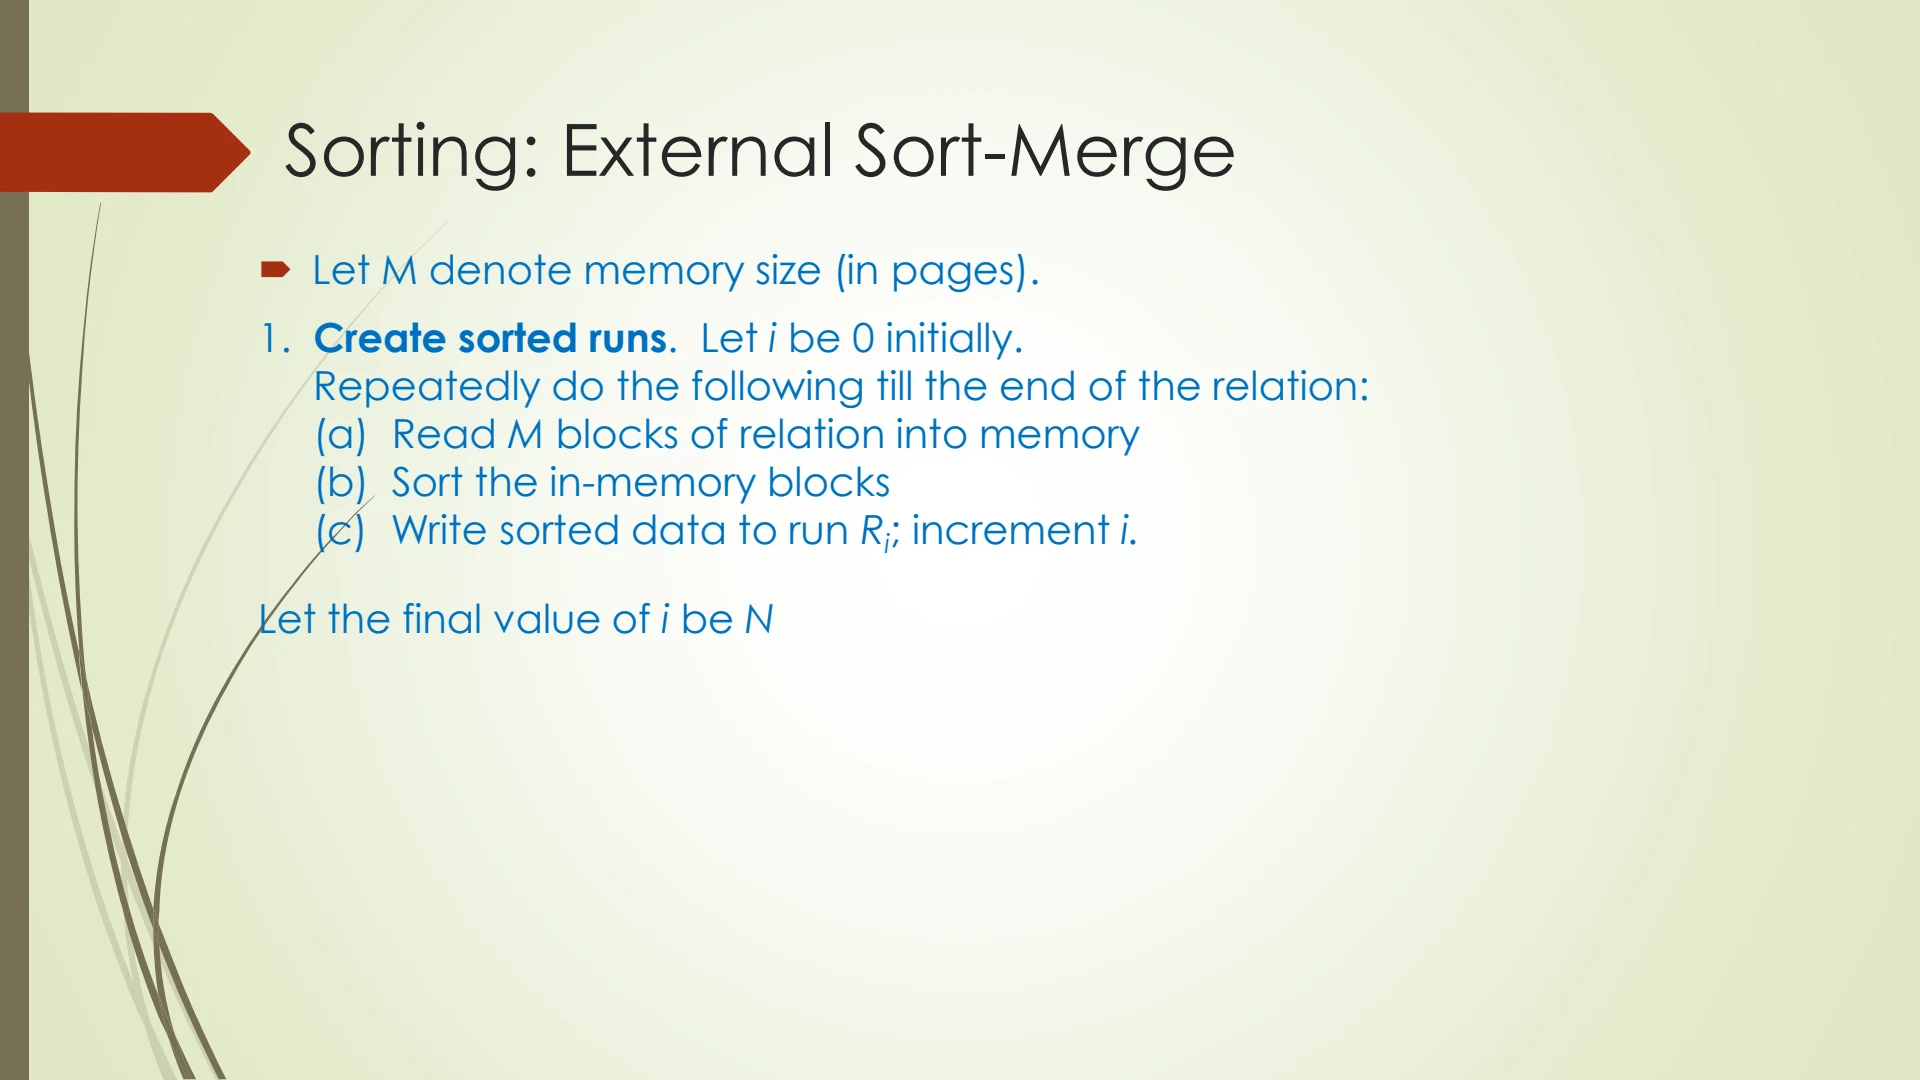 Sorting: External Sort-Merge
Let M denote memory size (in pages).
1. Create sorted runs. Let i be 0 initially.
Repeatedly do the following till the end of the relation:
(a) Read M blocks of relation into memory
(b) Sort the in-memory blocks
(c) Write sorted data to run Ri; increment i.
Let the final value of i be N